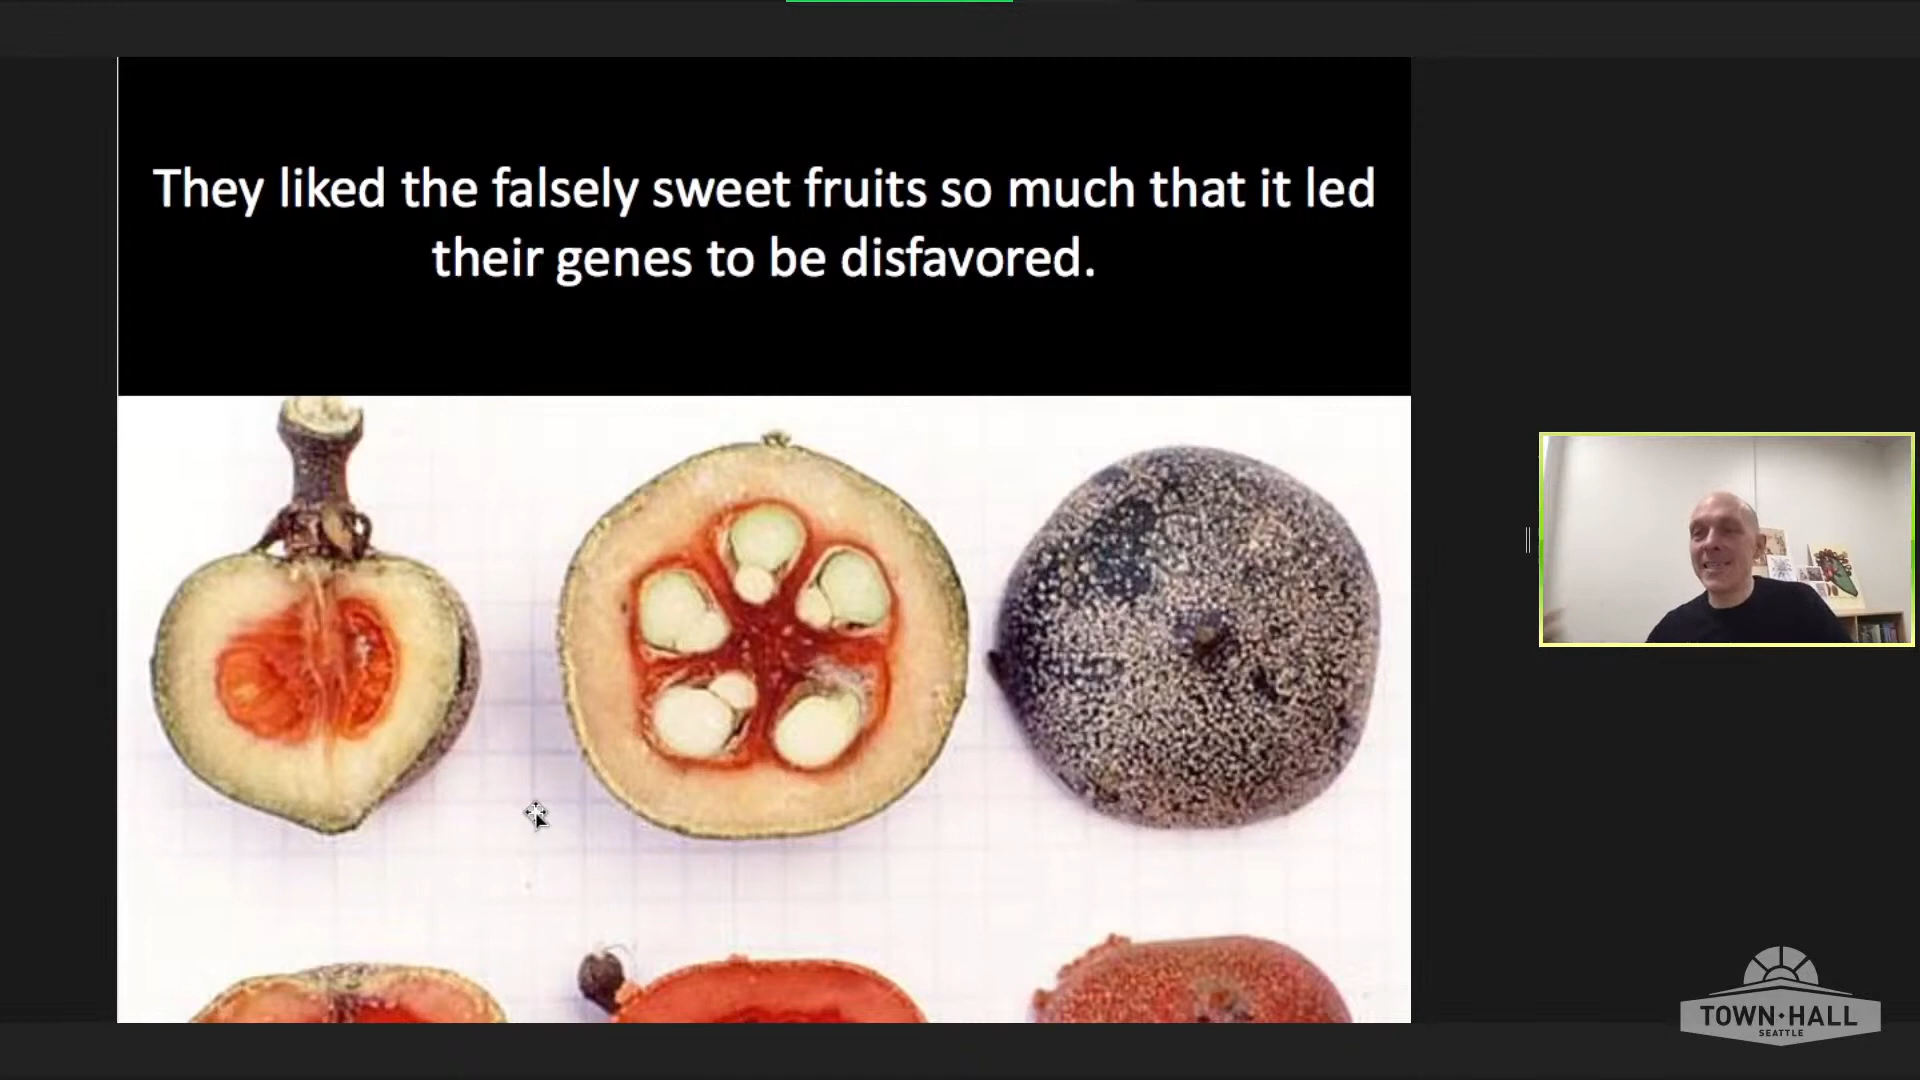 They liked the falsely sweet fruits so much that it led
their genes to be disfavored.
TOWN·HALL
SEATTLE